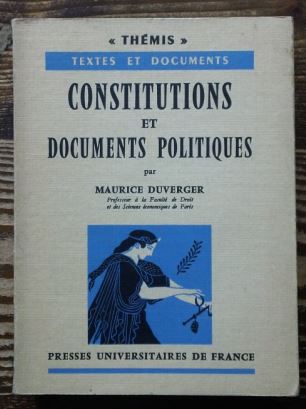 « THÉMIS »
TEXTES ET DOCUMENTS
CONSTITUTIONS
ET
DOCUMENTS POLITIQUES
par
MAURICE DUVERGER
Professeur à la Faculté de Droit
et des Sciences économiques de Paris
PRESSES UNIVERSITAIRES DE FRANCE